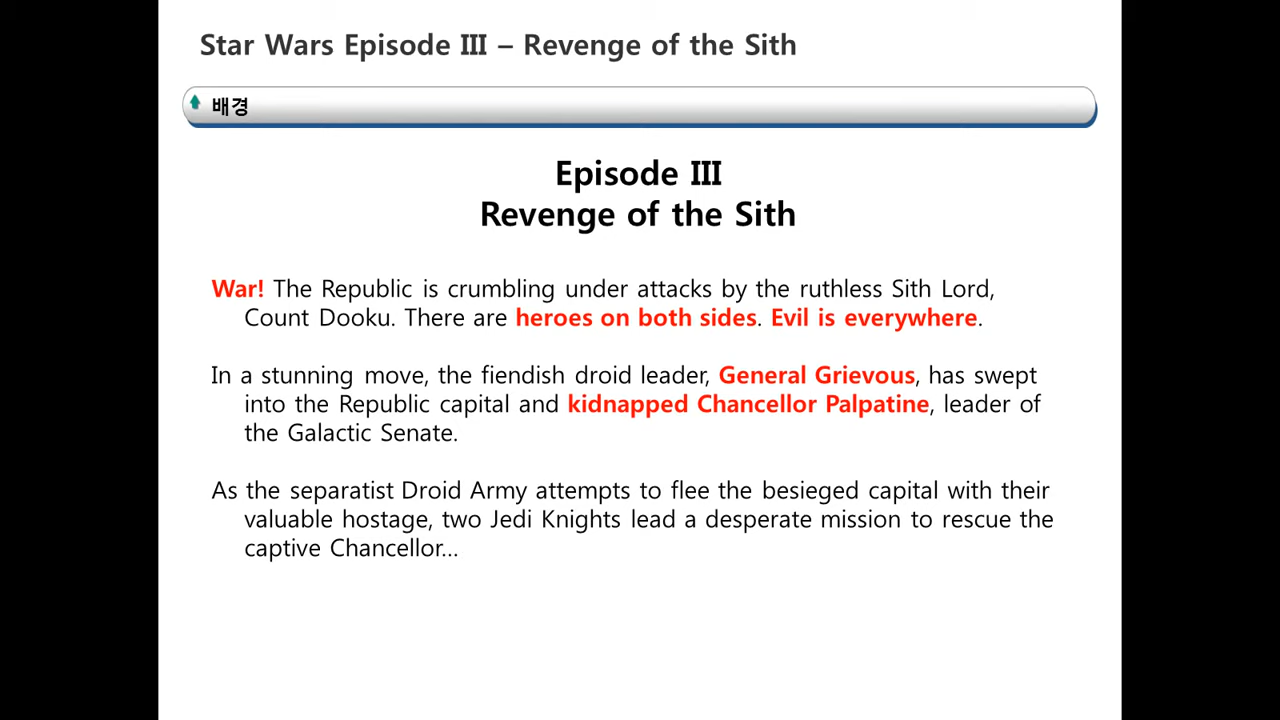 Star Wars Episode III – Revenge of the Sith
배경
Episode III
Revenge of the Sith
War! The Republic is crumbling under attacks by the ruthless Sith Lord,
Count Dooku. There are heroes on both sides. Evil is everywhere.
In a stunning move, the fiendish droid leader, General Grievous, has swept
into the Republic capital and kidnapped Chancellor Palpatine, leader of
the Galactic Senate.
As the separatist Droid Army attempts to flee the besieged capital with their
valuable hostage, two Jedi Knights lead a desperate mission to rescue the
captive Chancellor…